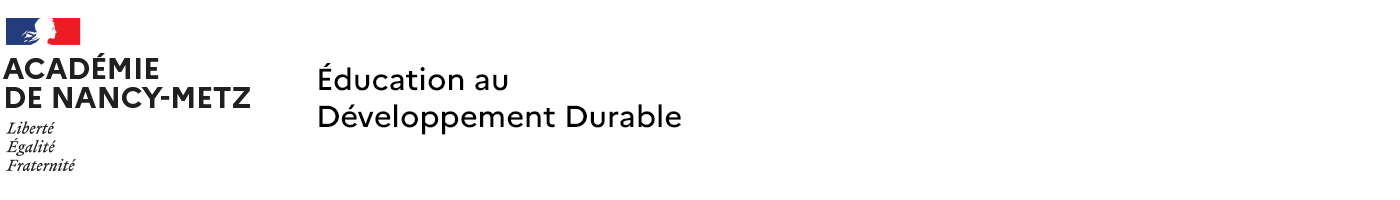 ACADÉMIE
DE NANCY-METZ
Liberté
Égalité
Fraternité
Éducation au
Développement Durable